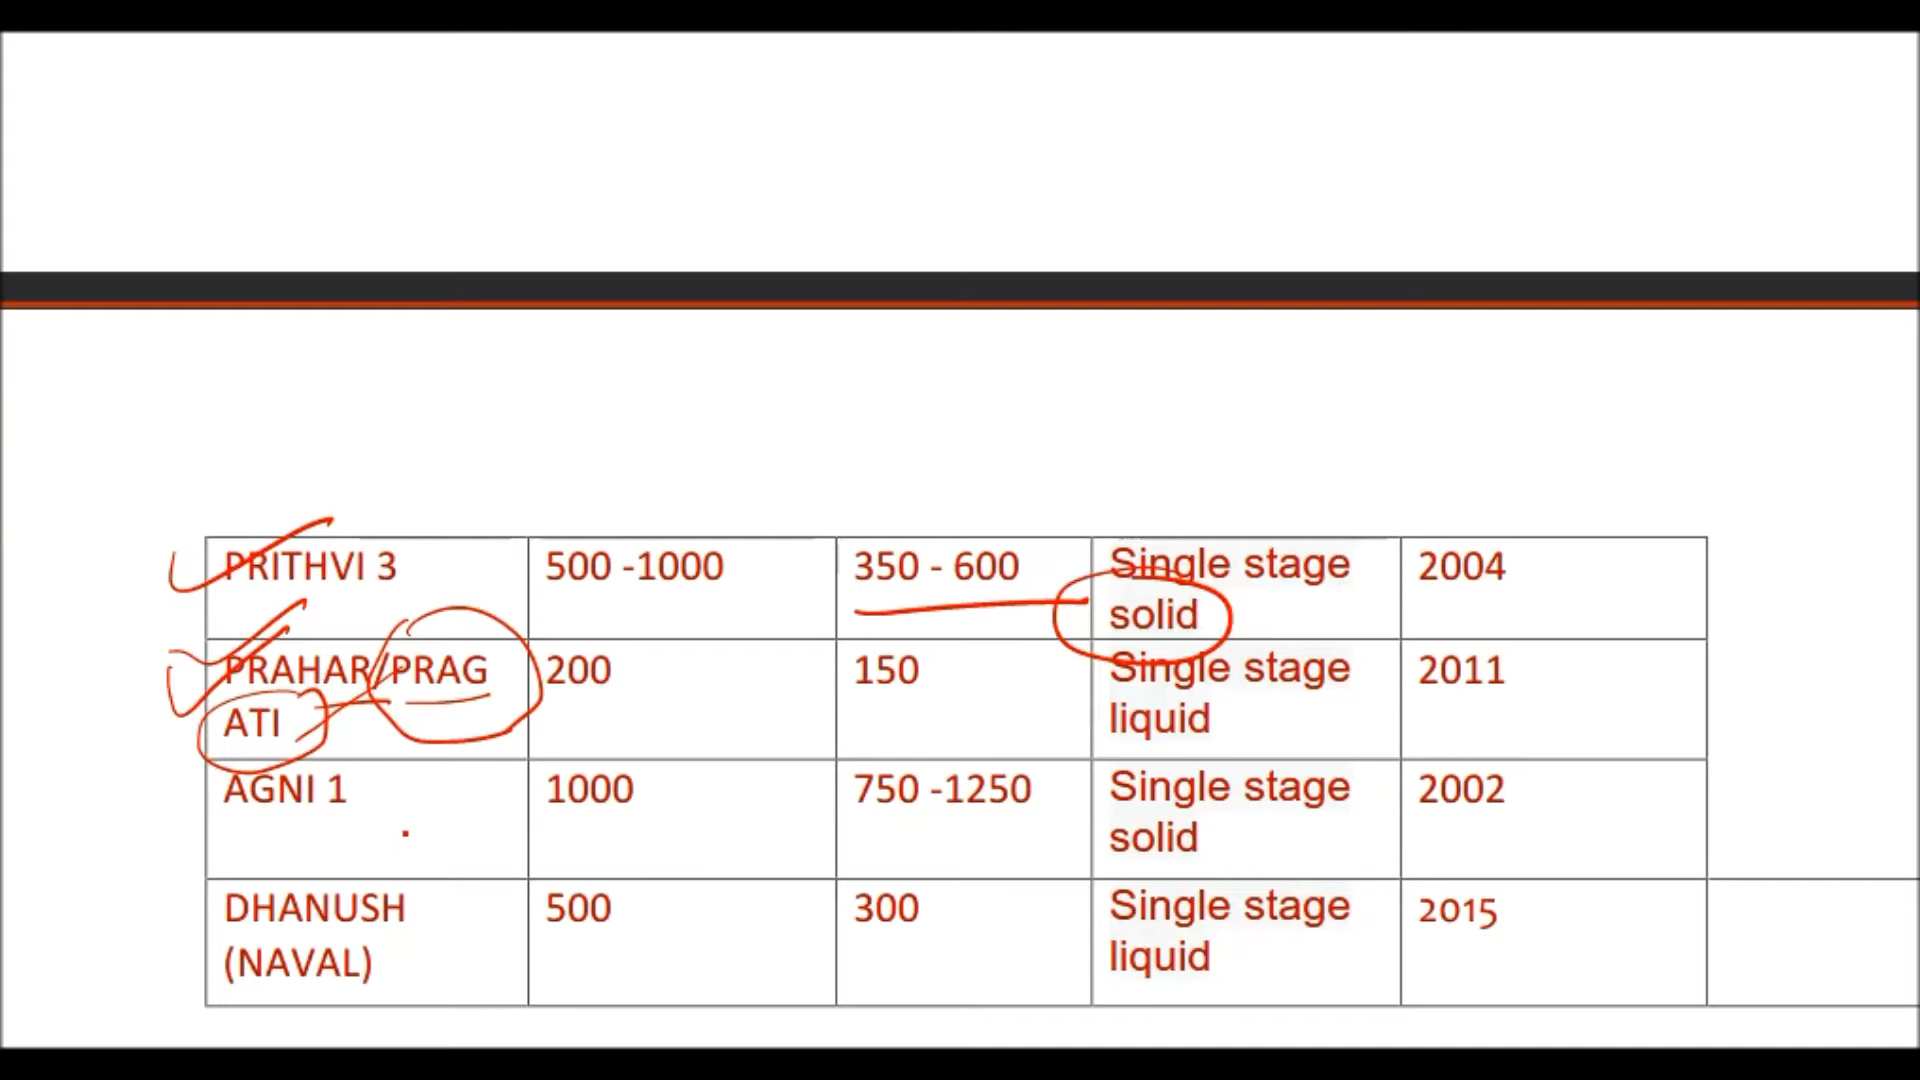 PRITHVI 3 500 -1000 350 - 600 Single stage 2004
solid
PRAHAR/PRAG 200 150 Single stage 2011
ATI liquid
AGNI 1 1000 750 -1250 Single stage 2002
solid
DHANUSH 500 300 Single stage 2015
(NAVAL) liquid